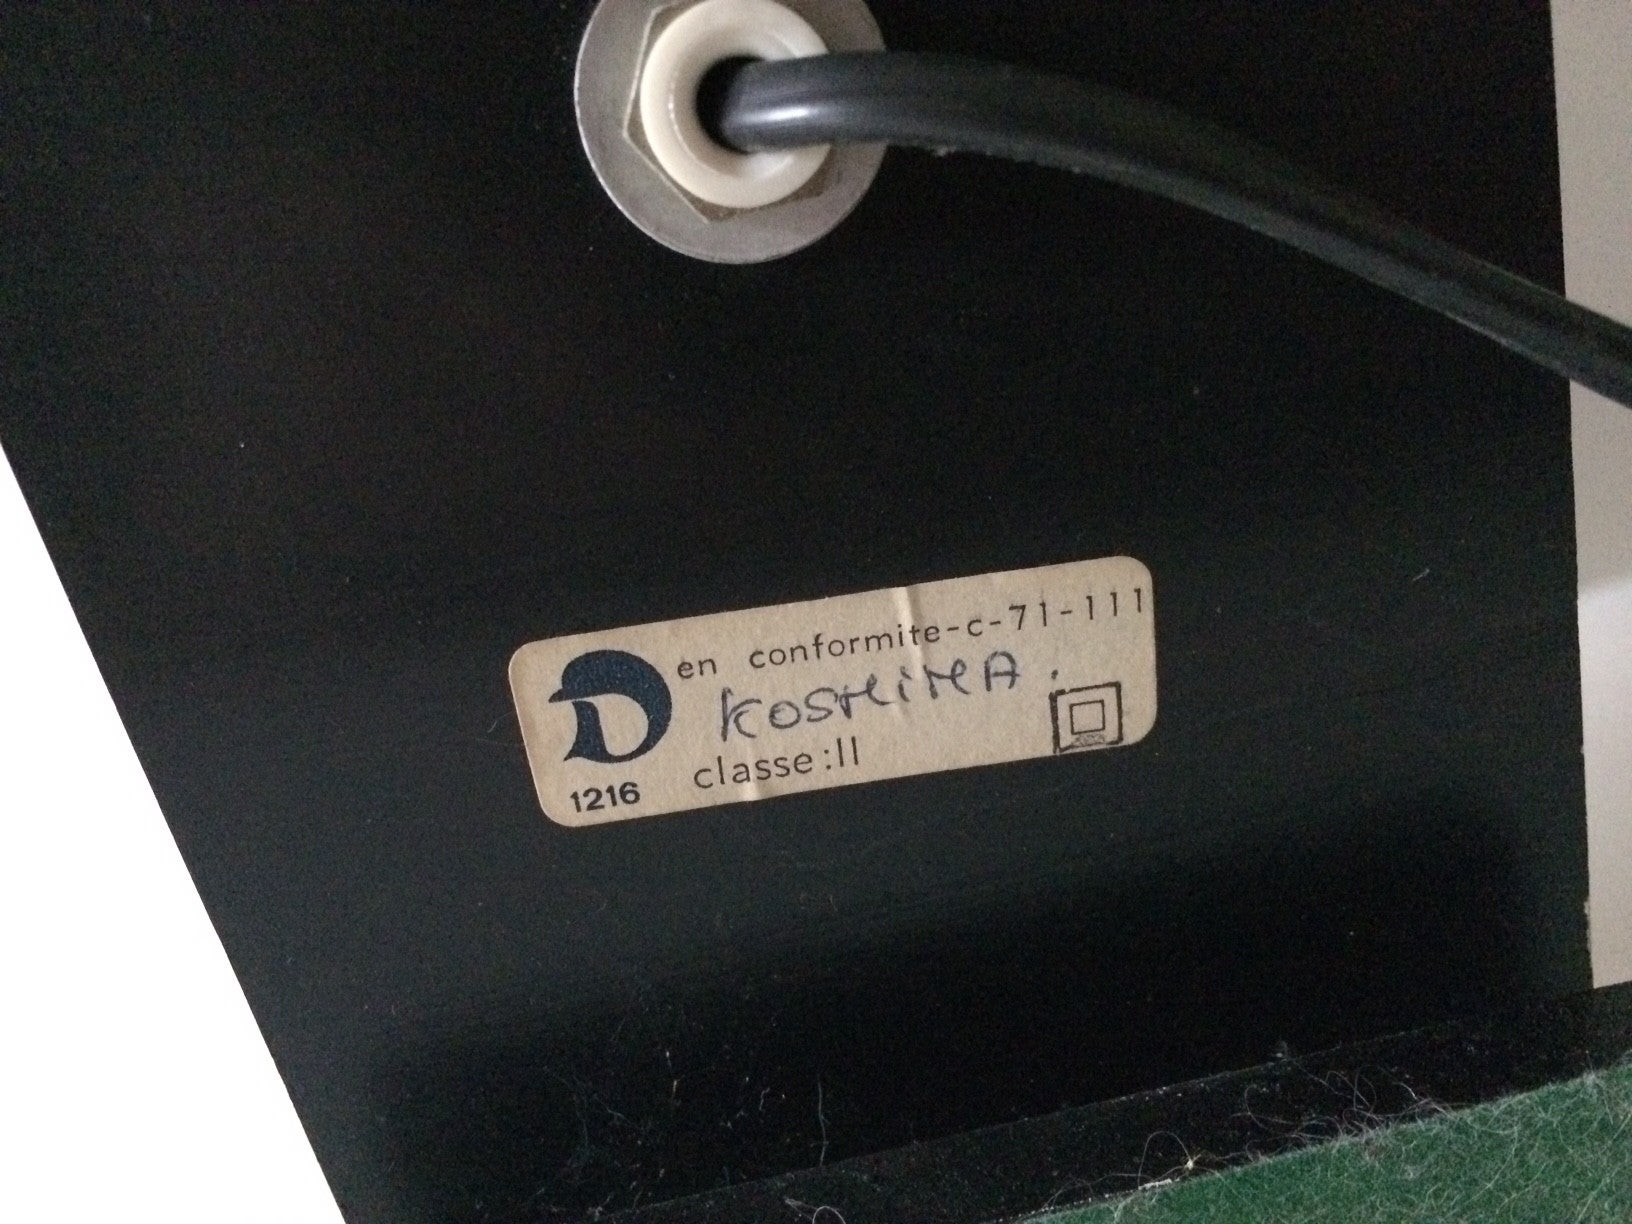 D
en conformite-c-71-111
KOSHIMA.
classe:II
1216